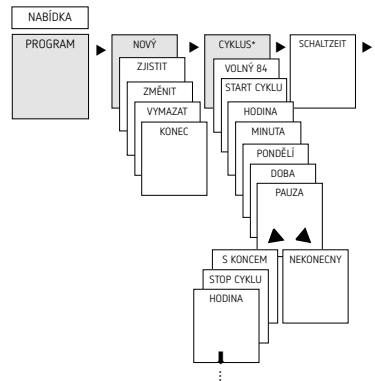 NABÍDKA
PROGRAM
NOVÝ
CYKLUS*
SCHALTZEIT
ZJISTIT
VOLNÝ 84
ZMĚNIT
START CYKLU
VYMAZAT
HODINA
KONEC
MINUTA
PONDĚLÍ
DOBA
PAUZA
S KONCEM
NEKONECNY
STOP CYKLU
HODINA